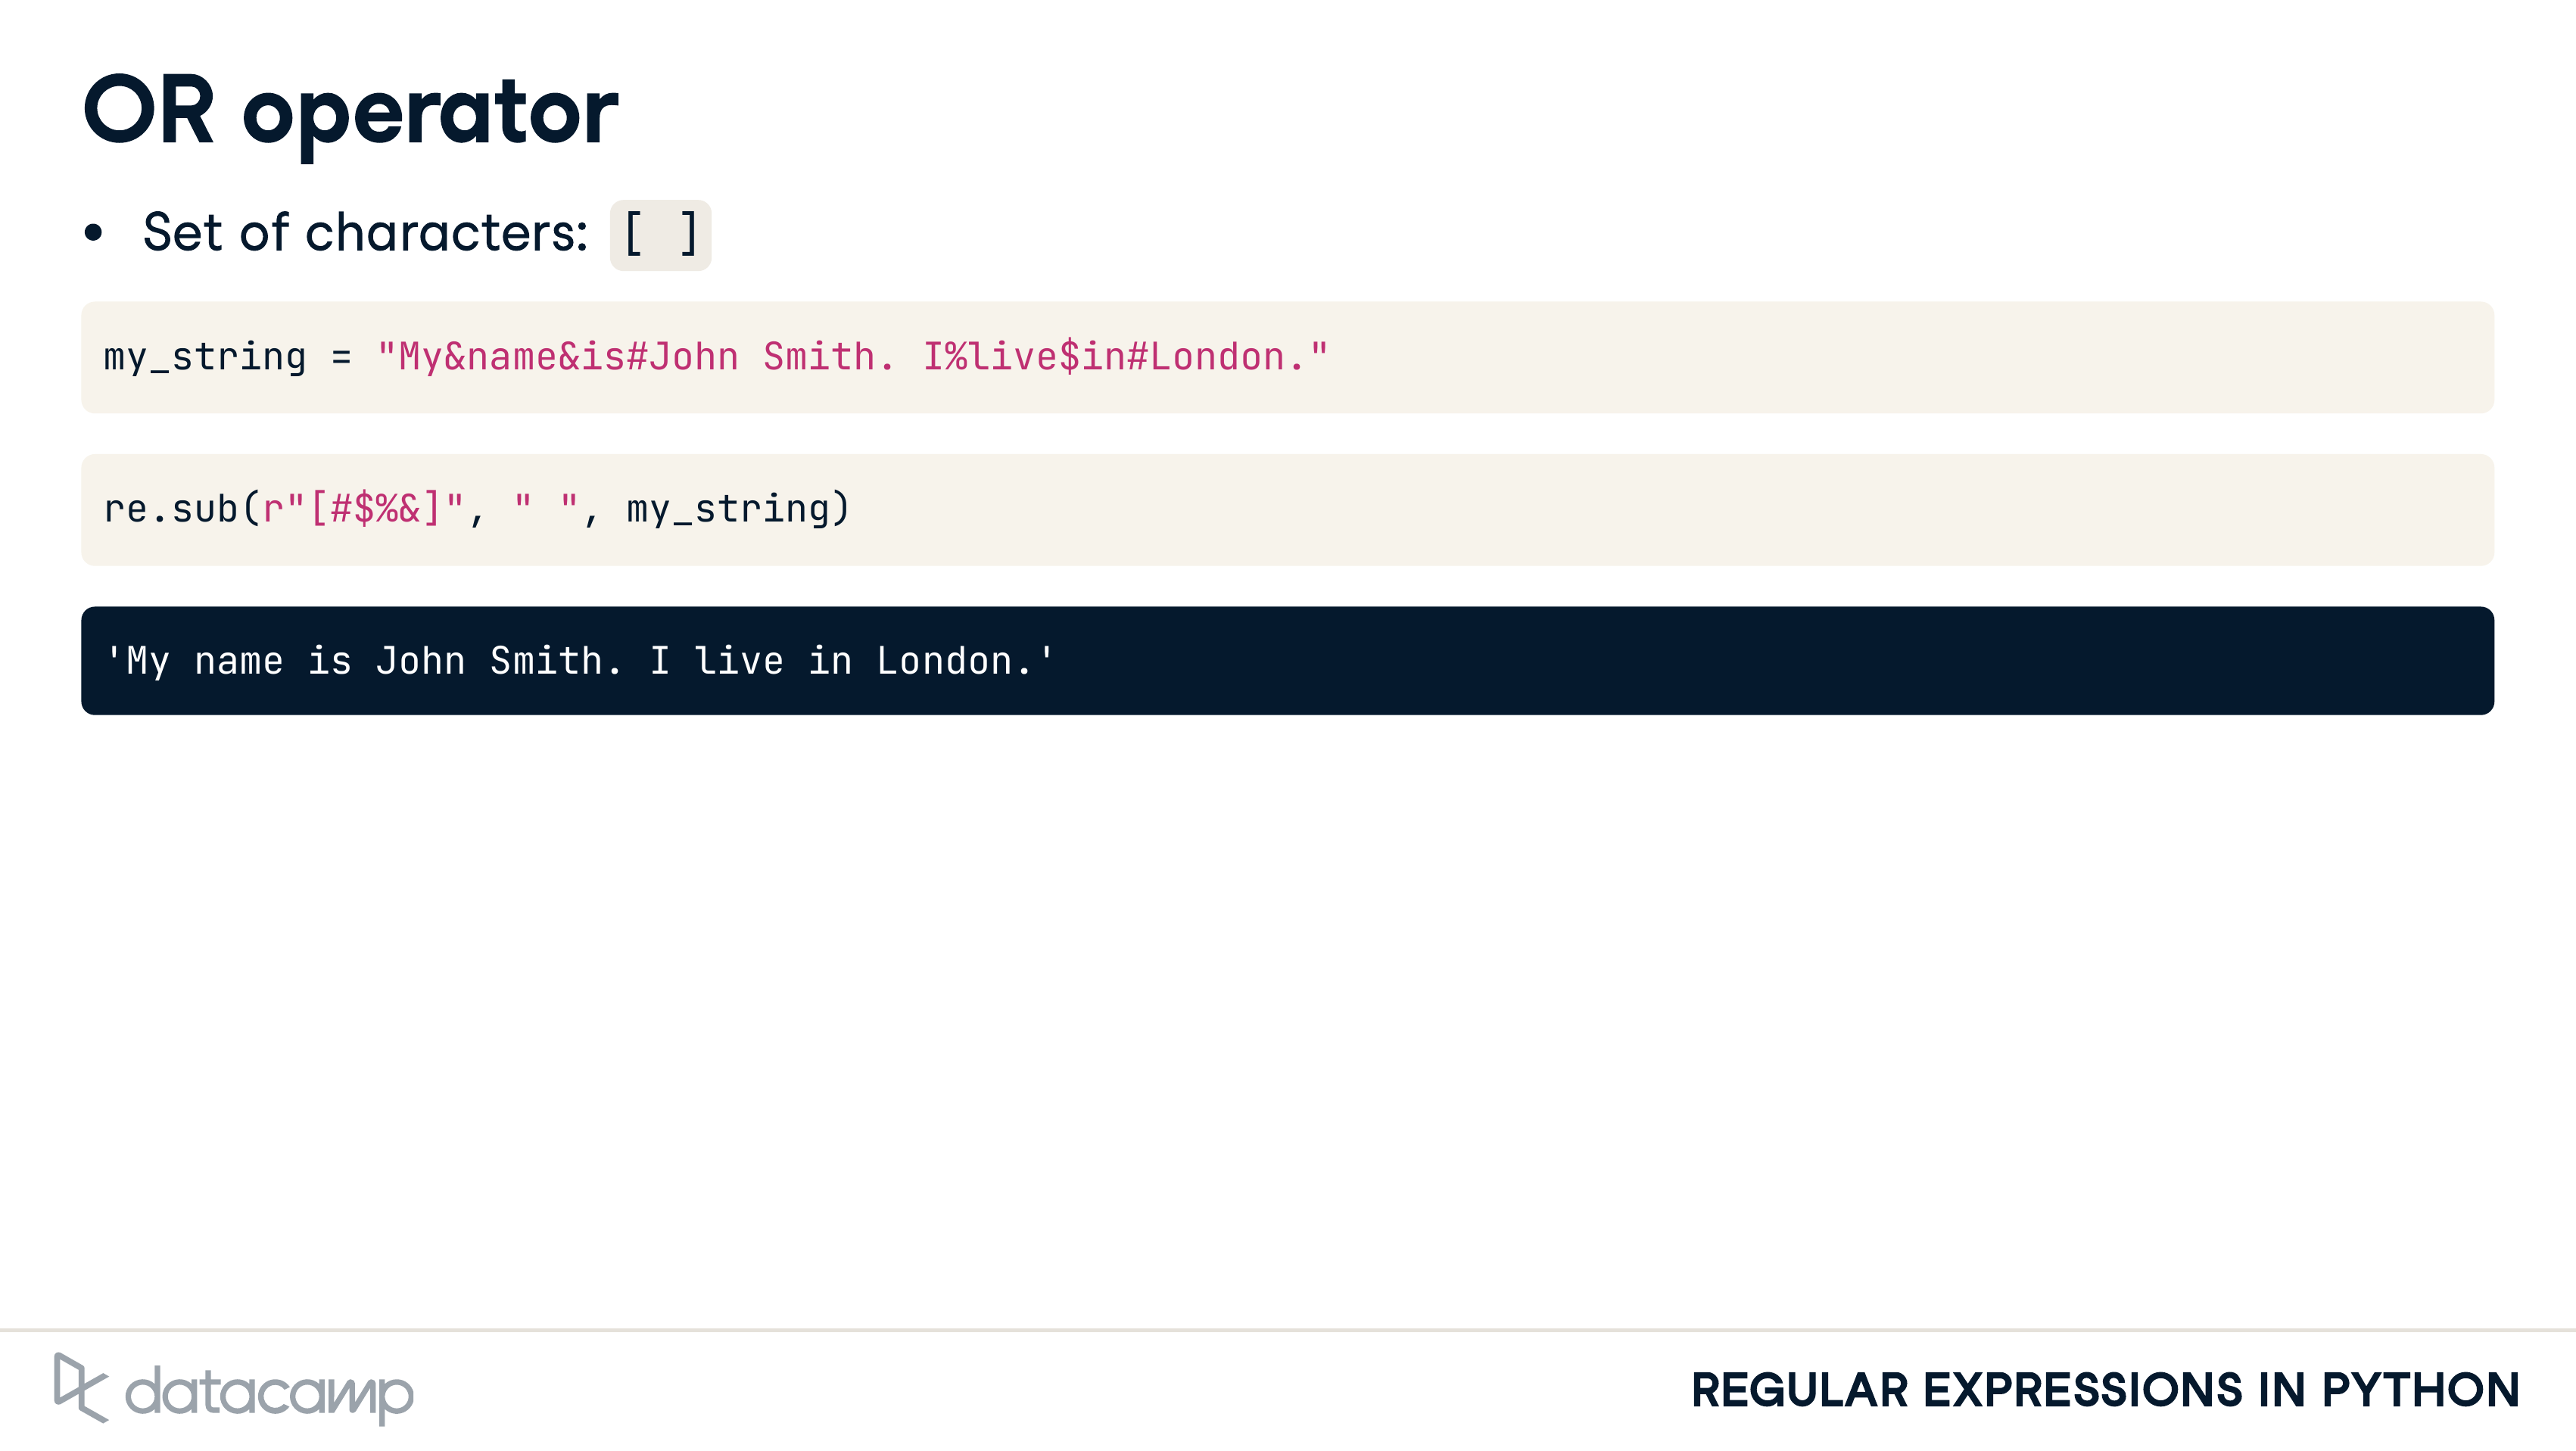 OR operator
• Set of characters: [ ]
my_string = "My&name&is#John Smith. I%live$in#London."
re.sub(r"[#$%&]", " ", my_string)
'My name is John Smith. I live in London.'
datacamp
REGULAR EXPRESSIONS IN PYTHON